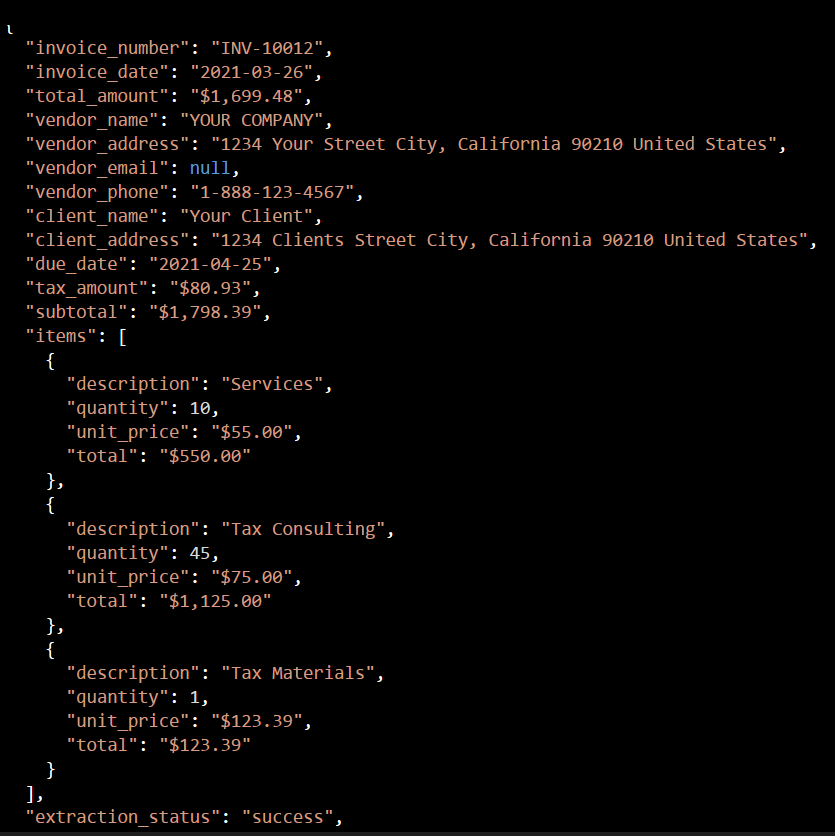 {
"invoice_number": "INV-10012",
"invoice_date": "2021-03-26",
"total_amount": "$1,699.48",
"vendor_name": "YOUR COMPANY",
"vendor_address": "1234 Your Street City, California 90210 United States",
"vendor_email": null,
"vendor_phone": "1-888-123-4567",
"client_name": "Your Client",
"client_address": "1234 Clients Street City, California 90210 United States",
"due_date": "2021-04-25",
"tax_amount": "$80.93",
"subtotal": "$1,798.39",
"items": [
{
"description": "Services",
"quantity": 10,
"unit_price": "$55.00",
"total": "$550.00"
},
{
"description": "Tax Consulting",
"quantity": 45,
"unit_price": "$75.00",
"total": "$1,125.00"
},
{
"description": "Tax Materials",
"quantity": 1,
"unit_price": "$123.39",
"total": "$123.39"
}
],
"extraction_status": "success",